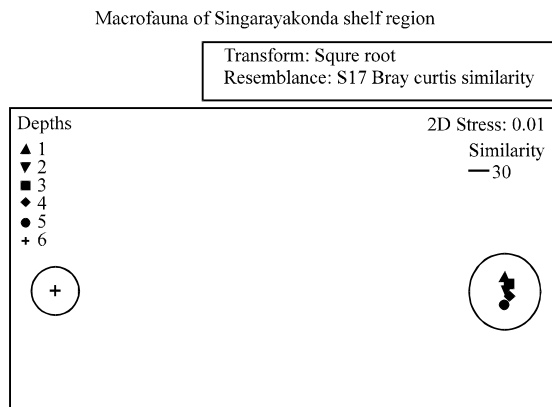 Macrofauna of Singarayakonda shelf region
Transform: Squre root
Resemblance: S17 Bray curtis similarity
Depths
1
2
3
4
5
6
2D Stress: 0.01
Similarity
30